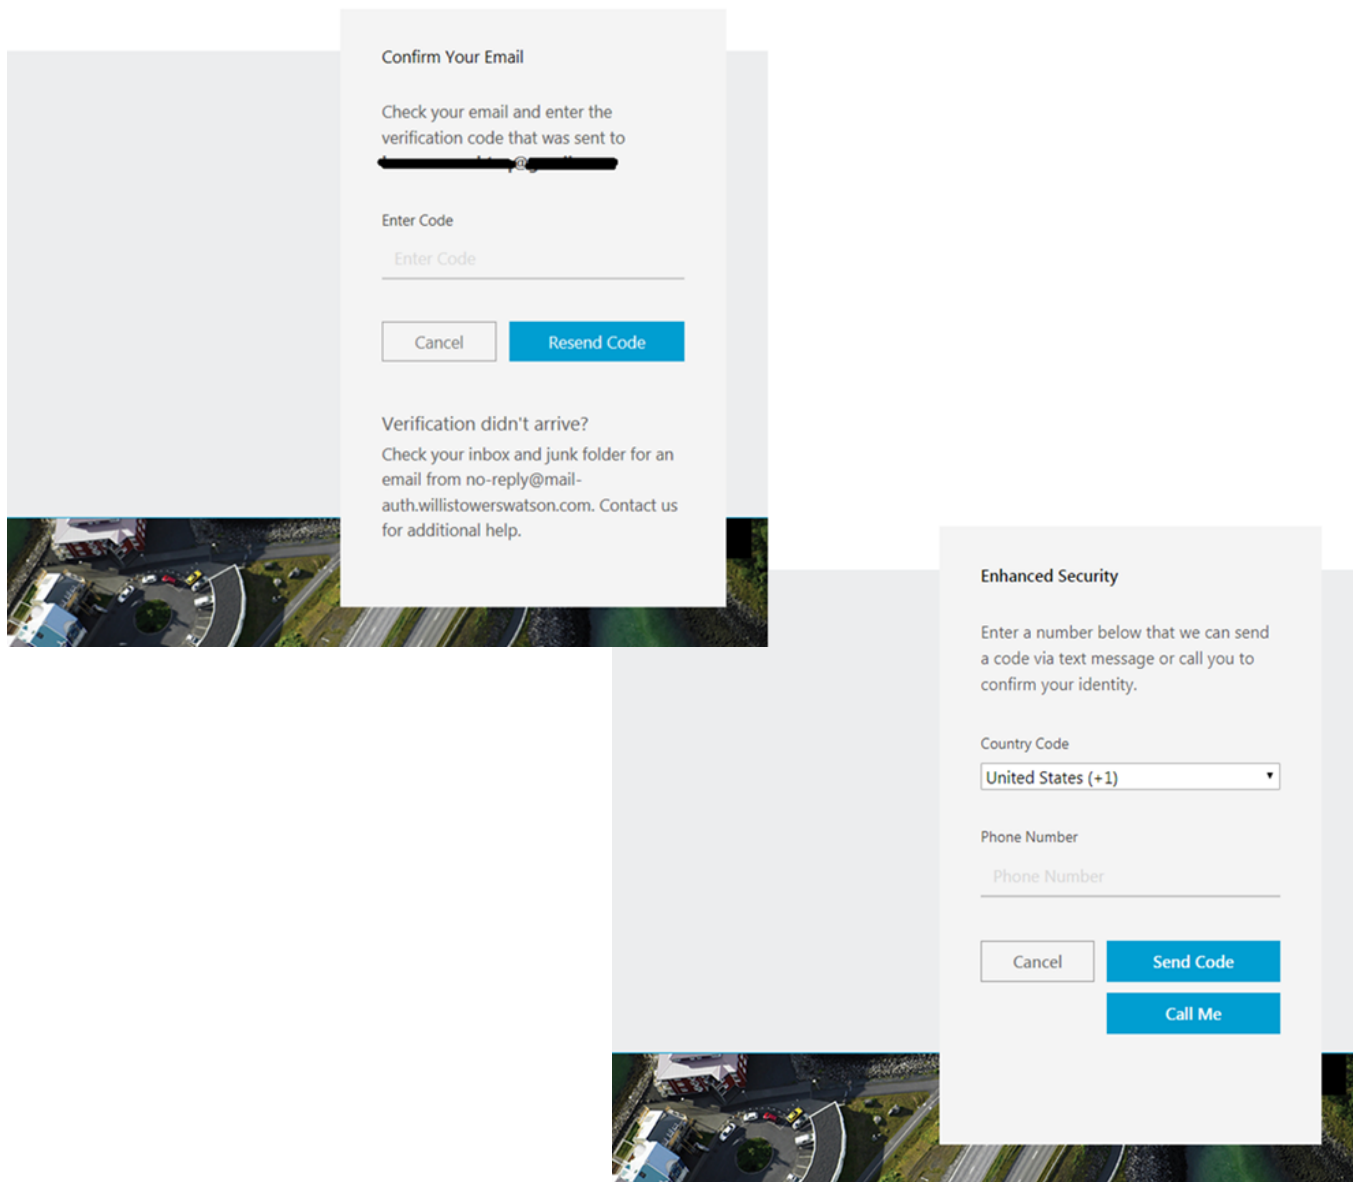 Confirm Your Email
Check your email and enter the
verification code that was sent to
@
Enter Code
Enter Code
Cancel
Resend Code
Verification didn't arrive?
Check your inbox and junk folder for an
email from no-reply@mail-
auth.willistowerswatson.com. Contact us
for additional help.
Enhanced Security
Enter a number below that we can send
a code via text message or call you to
confirm your identity.
Country Code
United States (+1)
Phone Number
Phone Number
Cancel
Send Code
Call Me